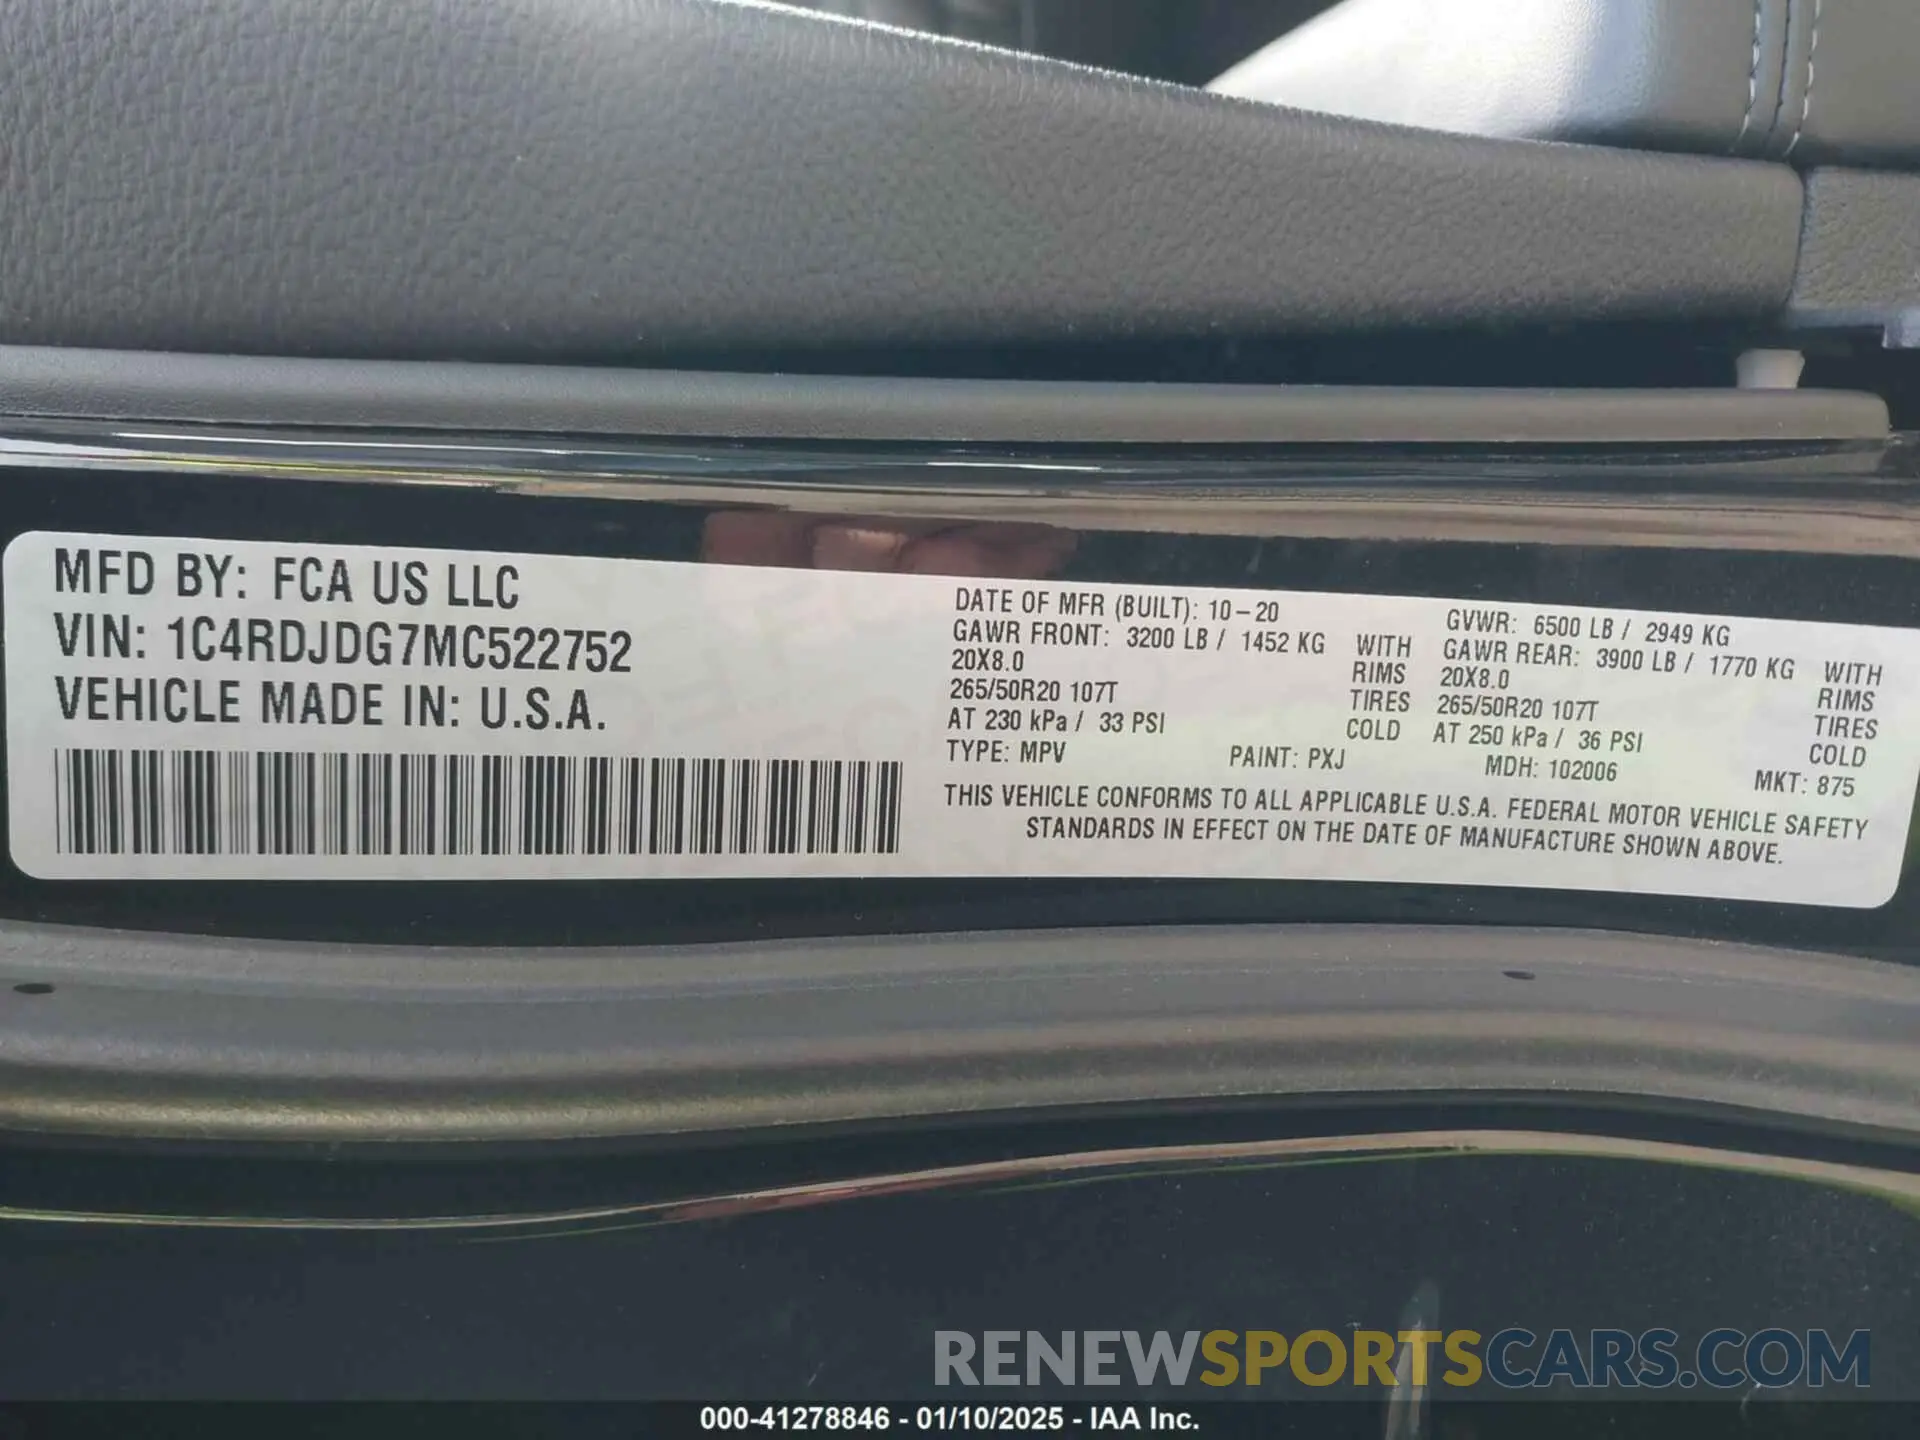 MFD BY: FCA US LLC
VIN: 1C4RDJDG7MC522752
VEHICLE MADE IN: U.S.A.
DATE OF MFR (BUILT): 10-20 GVWR: 6500 LB / 2949 KG
GAWR FRONT: 3200 LB / 1452 KG WITH GAWR REAR: 3900 LB / 1770 KG WITH
20X8.0 RIMS 20X8.0 RIMS
265/50R20 107T TIRES 265/50R20 107T TIRES
AT 230 kPa / 33 PSI COLD AT 250 kPa / 36 PSI COLD
TYPE: MPV PAINT: PXJ MDH: 102006 MKT: 875
THIS VEHICLE CONFORMS TO ALL APPLICABLE U.S.A. FEDERAL MOTOR VEHICLE SAFETY
STANDARDS IN EFFECT ON THE DATE OF MANUFACTURE SHOWN ABOVE.
RENEWSPORTSCARS.COM
000-41278846 - 01/10/2025 - IAA Inc.